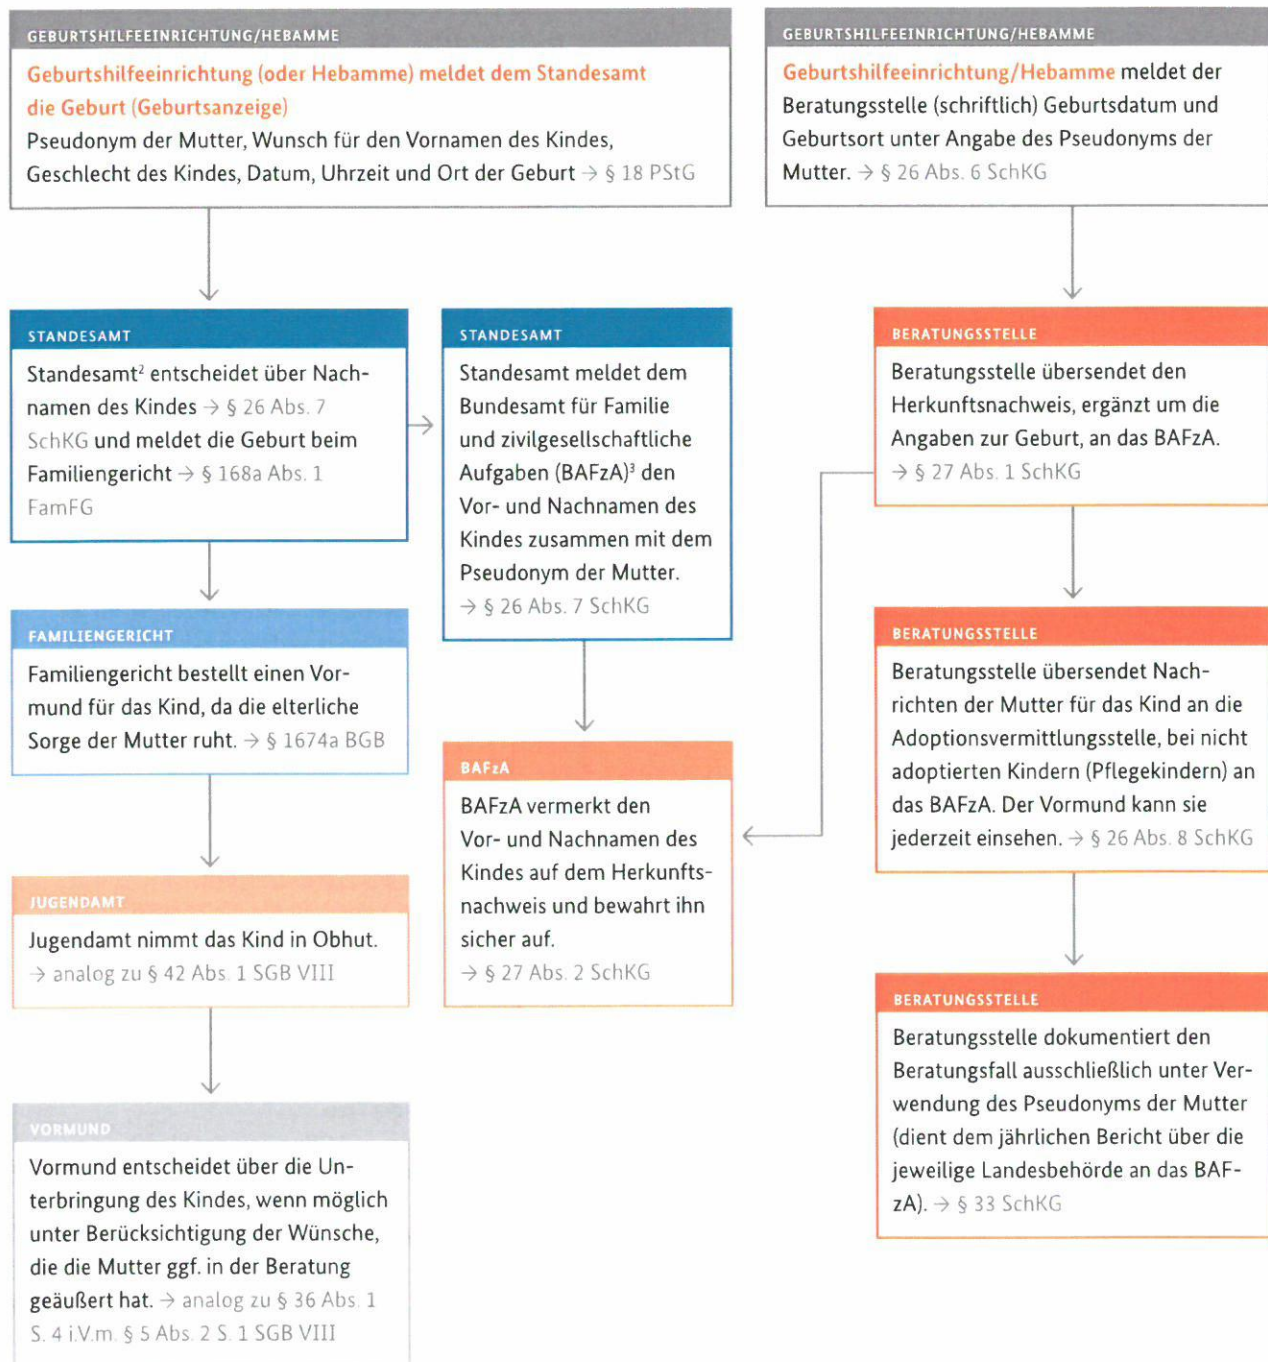 GEBURTSHILFEEINRICHTUNG/HEBAMME
Geburtshilfeeinrichtung (oder Hebamme) meldet dem Standesamt
die Geburt (Geburtsanzeige)
Pseudonym der Mutter, Wunsch für den Vornamen des Kindes,
Geschlecht des Kindes, Datum, Uhrzeit und Ort der Geburt → § 18 PStG
GEBURTSHILFEEINRICHTUNG/HEBAMME
Geburtshilfeeinrichtung/Hebamme meldet der
Beratungsstelle (schriftlich) Geburtsdatum und
Geburtsort unter Angabe des Pseudonyms der
Mutter. → § 26 Abs. 6 SchKG
STANDESAMT
Standesamt² entscheidet über Nach-
namen des Kindes → § 26 Abs. 7
SchKG und meldet die Geburt beim
Familiengericht → § 168a Abs. 1
FamFG
STANDESAMT
Standesamt meldet dem
Bundesamt für Familie
und zivilgesellschaftliche
Aufgaben (BAFzA)³ den
Vor- und Nachnamen des
Kindes zusammen mit dem
Pseudonym der Mutter.
→ § 26 Abs. 7 SchKG
BERATUNGSSTELLE
Beratungsstelle übersendet den
Herkunftsnachweis, ergänzt um die
Angaben zur Geburt, an das BAFzA.
→ § 27 Abs. 1 SchKG
FAMILIENGERICHT
Familiengericht bestellt einen Vor-
mund für das Kind, da die elterliche
Sorge der Mutter ruht. → § 1674a BGB
BERATUNGSSTELLE
Beratungsstelle übersendet Nach-
richten der Mutter für das Kind an die
Adoptionsvermittlungsstelle, bei nicht
adoptierten Kindern (Pflegekindern) an
das BAFzA. Der Vormund kann sie
jederzeit einsehen. → § 26 Abs. 8 SchKG
BAFzA
BAFzA vermerkt den
Vor- und Nachnamen des
Kindes auf dem Herkunfts-
nachweis und bewahrt ihn
sicher auf.
→ § 27 Abs. 2 SchKG
JUGENDAMT
Jugendamt nimmt das Kind in Obhut.
→ analog zu § 42 Abs. 1 SGB VIII
BERATUNGSSTELLE
Beratungsstelle dokumentiert den
Beratungsfall ausschließlich unter Ver-
wendung des Pseudonyms der Mutter
(dient dem jährlichen Bericht über die
jeweilige Landesbehörde an das BAF-
zA). → § 33 SchKG
VORMUND
Vormund entscheidet über die Un-
terbringung des Kindes, wenn möglich
unter Berücksichtigung der Wünsche,
die die Mutter ggf. in der Beratung
geäußert hat. → analog zu § 36 Abs. 1
S. 4 i.V.m. § 5 Abs. 2 S. 1 SGB VIII